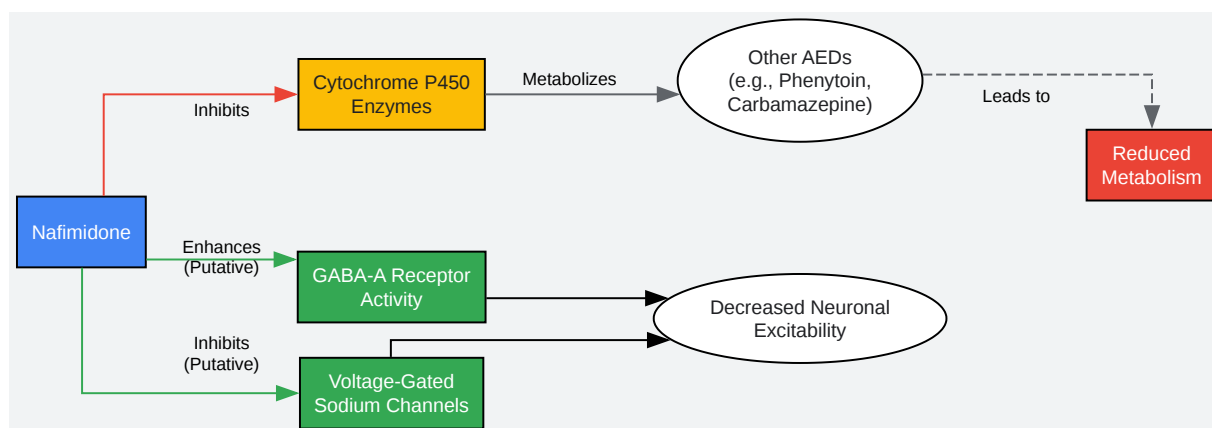 Other AEDs
(e.g., Phenytoin,
Carbamazepine)
Cytochrome P450
Enzymes
Metabolizes
Inhibits
Leads to
Reduced
Metabolism
Nafimidone
Enhances
(Putative)
GABA-A Receptor
Activity
Decreased Neuronal
Excitability
Inhibits
(Putative)
Voltage-Gated
Sodium Channels